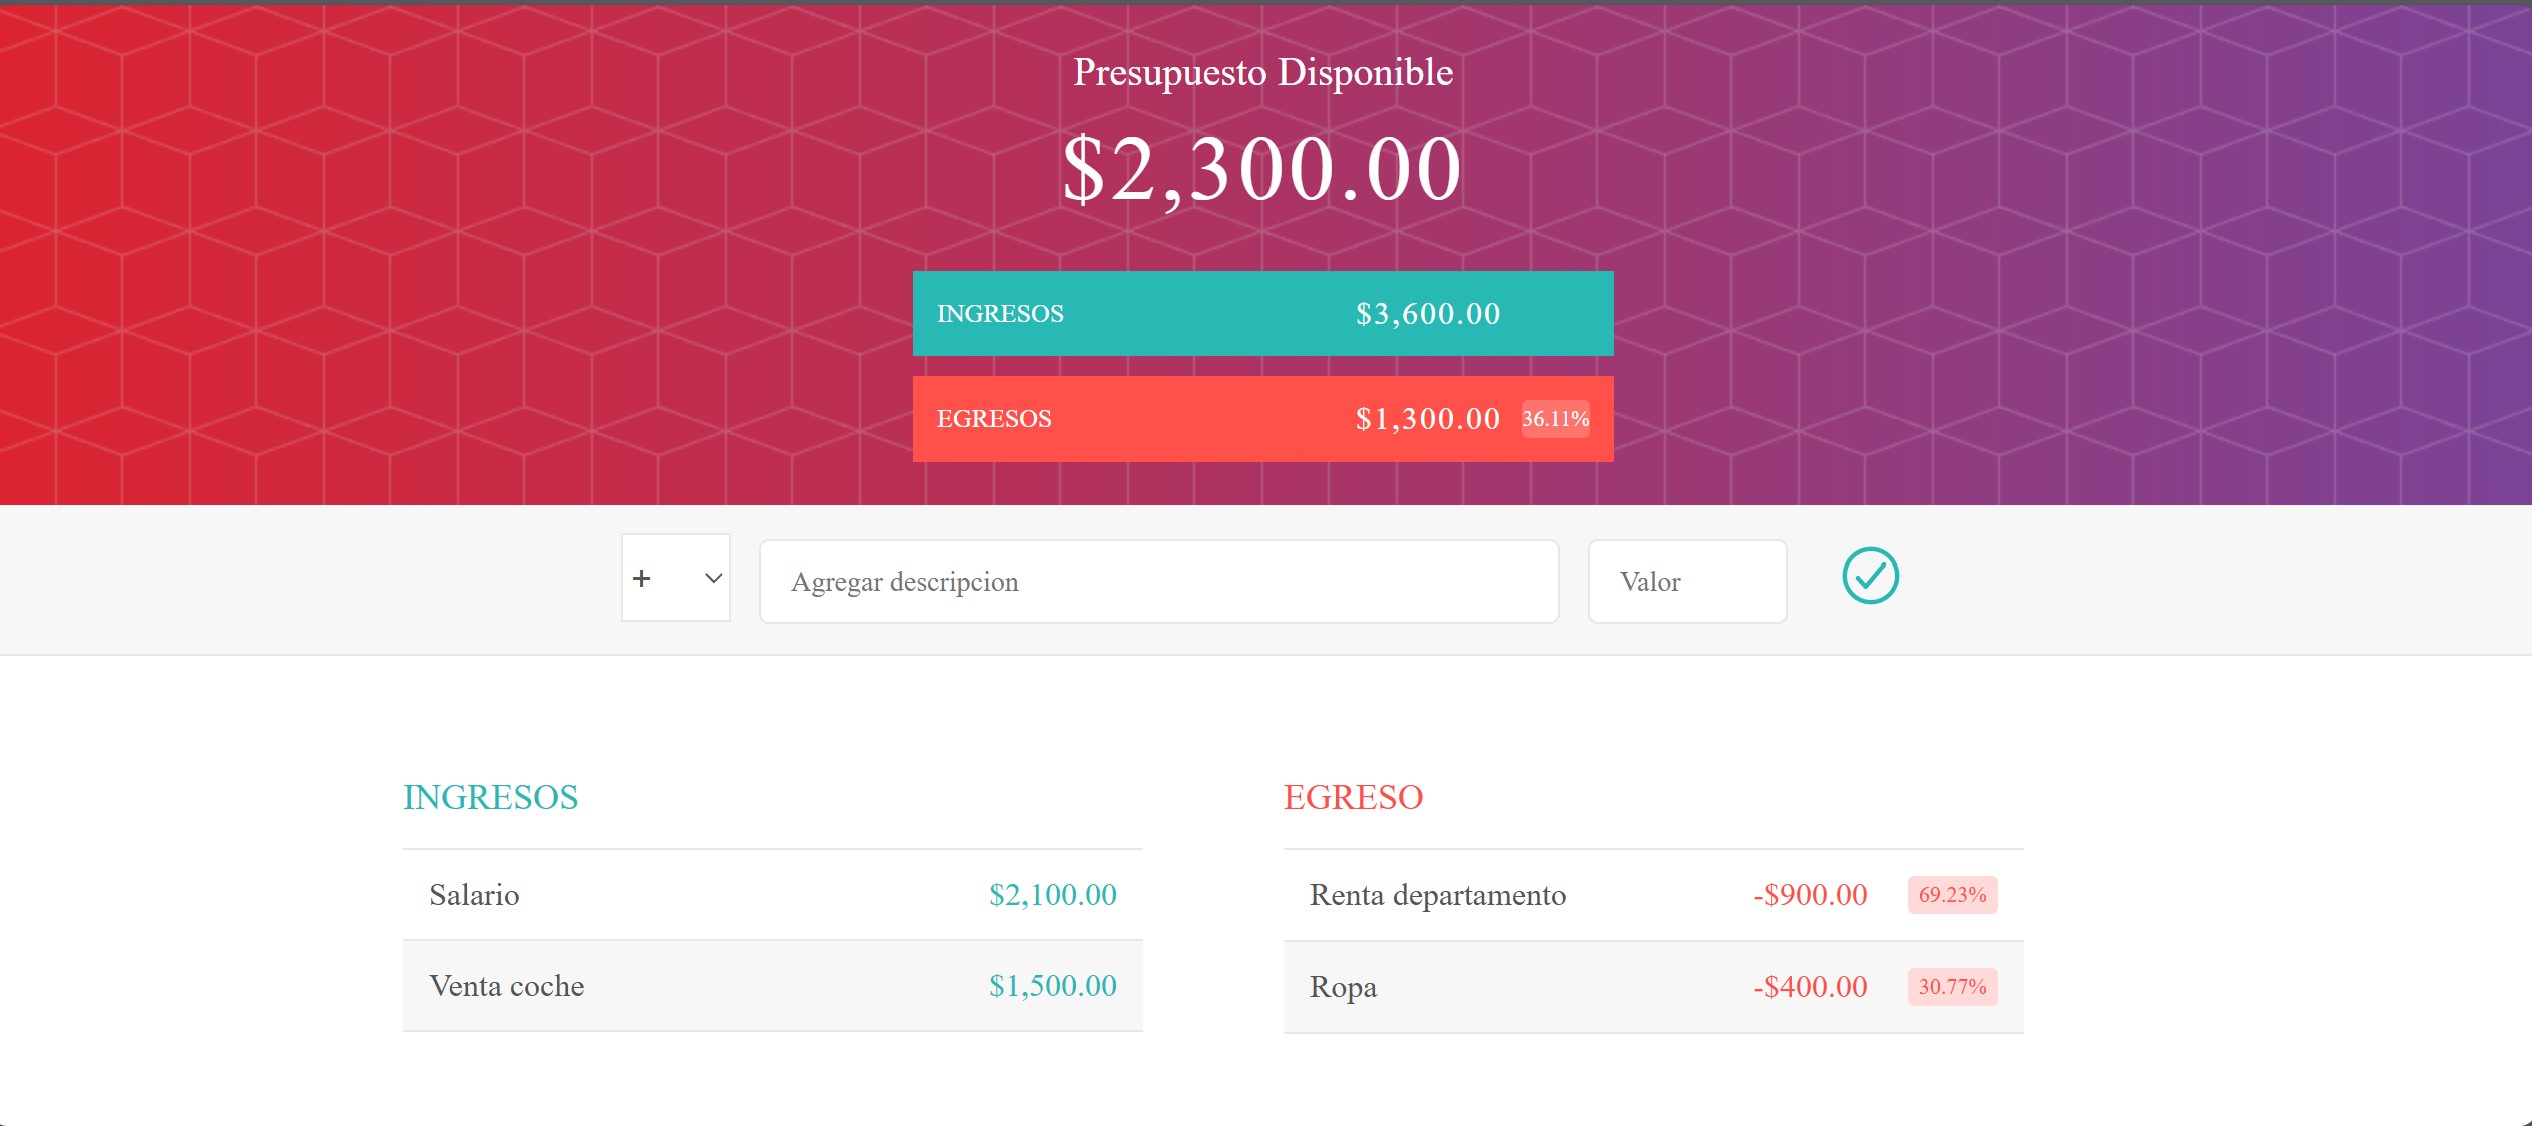 Presupuesto Disponible
$2,300.00
INGRESOS $3,600.00
EGRESOS $1,300.00 36.11%
+ Agregar descripcion Valor
INGRESOS
Salario $2,100.00
Venta coche $1,500.00
EGRESO
Renta departamento -$900.00 69.23%
Ropa -$400.00 30.77%